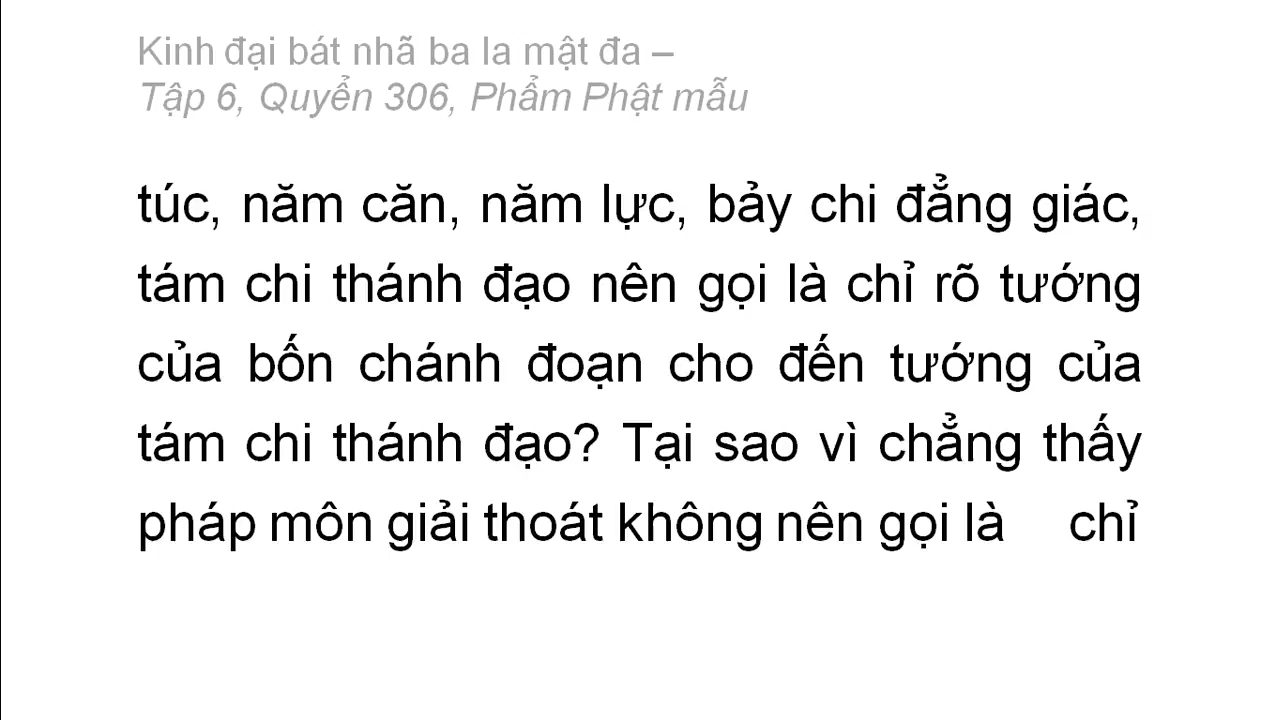 Kinh đại bát nhã ba la mật đa –
Tập 6, Quyển 306, Phẩm Phật mẫu
túc, năm căn, năm lực, bảy chi đẳng giác,
tám chi thánh đạo nên gọi là chỉ rõ tướng
của bốn chánh đoạn cho đến tướng của
tám chi thánh đạo? Tại sao vì chẳng thấy
pháp môn giải thoát không nên gọi là chỉ